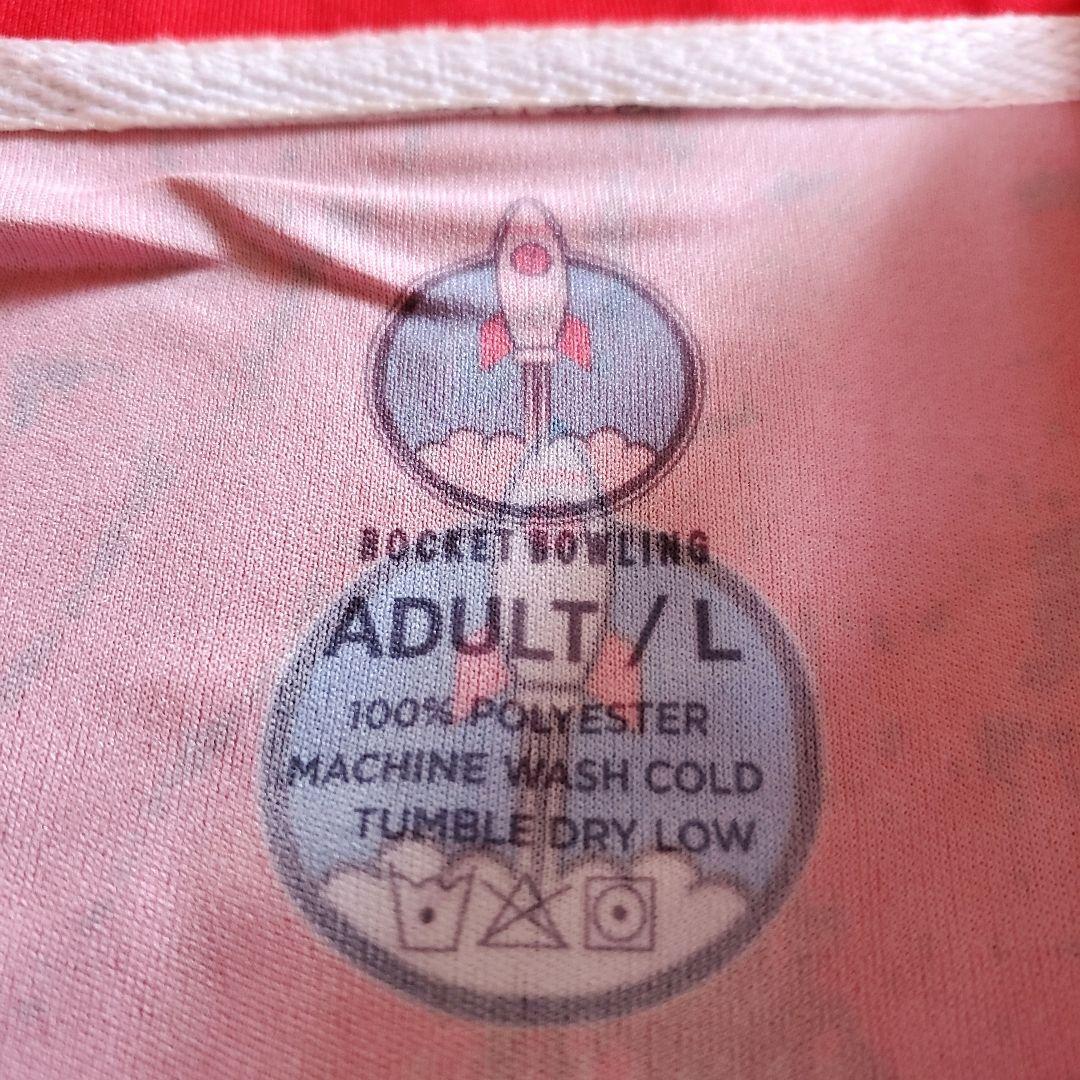 ROCKET BOWLING
ADULT / L
100% POLYESTER
MACHINE WASH COLD
TUMBLE DRY LOW